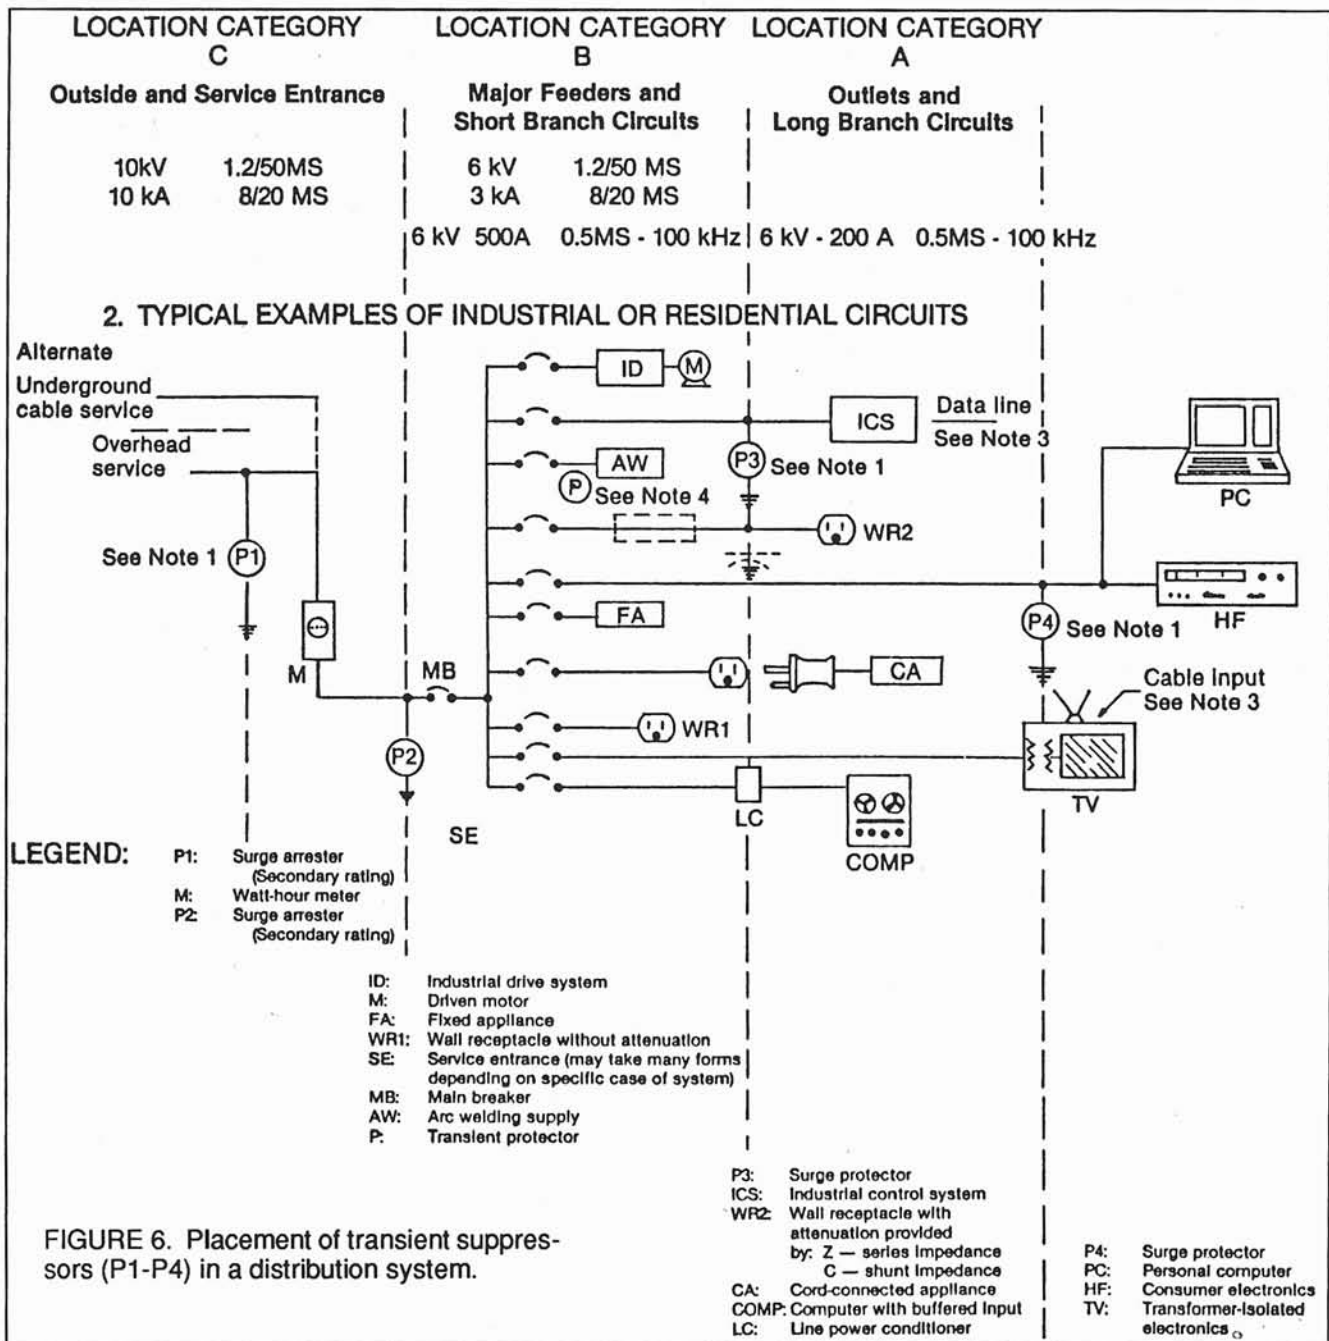 LOCATION CATEGORY
C
Outside and Service Entrance
10kV 1.2/50MS
10 kA 8/20 MS
LOCATION CATEGORY
B
Major Feeders and
Short Branch Circuits
6 kV 1.2/50 MS
3 kA 8/20 MS
6 kV 500A 0.5MS - 100 kHz
LOCATION CATEGORY
A
Outlets and
Long Branch Circuits
6 kV - 200 A 0.5MS - 100 kHz
2. TYPICAL EXAMPLES OF INDUSTRIAL OR RESIDENTIAL CIRCUITS
Alternate
Underground
cable service
Overhead
service
See Note 1
P1
M
P2
MB
SE
ID
M
ICS
Data line
See Note 3
AW
P
See Note 4
P3
See Note 1
WR2
FA
CA
WR1
LC
COMP
PC
HF
P4
See Note 1
Cable input
See Note 3
TV
LEGEND:
P1: Surge arrester
(Secondary rating)
M: Watt-hour meter
P2: Surge arrester
(Secondary rating)
ID: Industrial drive system
M: Driven motor
FA: Fixed appliance
WR1: Wall receptacle without attenuation
SE: Service entrance (may take many forms
depending on specific case of system)
MB: Main breaker
AW: Arc welding supply
P: Transient protector
P3: Surge protector
ICS: Industrial control system
WR2: Wall receptacle with
attenuation provided
by: Z — series impedance
C — shunt impedance
CA: Cord-connected appliance
COMP: Computer with buffered input
LC: Line power conditioner
P4: Surge protector
PC: Personal computer
HF: Consumer electronics
TV: Transformer-isolated
electronics
FIGURE 6. Placement of transient suppres-
sors (P1-P4) in a distribution system.